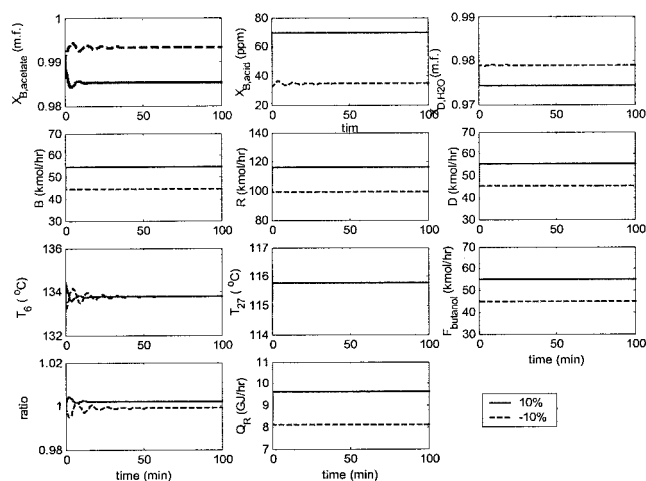 X_B,acetate (m.f.)
1
0.99
0.98
0 50 100
X_B,acid (ppm)
80
60
40
20
0 50 100
tim
X_D,H2O (m.f.)
0.99
0.98
0.97
0 50 100
B (kmol/hr)
70
60
50
40
30
0 50 100
R (kmol/hr)
140
120
100
80
0 50 100
D (kmol/hr)
70
60
50
40
30
0 50 100
T_6 (°C)
136
134
132
0 50 100
T_27 (°C)
117
116
115
114
0 50 100
F_butanol (kmol/hr)
70
60
50
40
30
0 50 100
time (min)
ratio
1.02
1
0.98
0 50 100
time (min)
Q_R (GJ/hr)
11
10
9
8
7
0 50 100
time (min)
10%
-10%